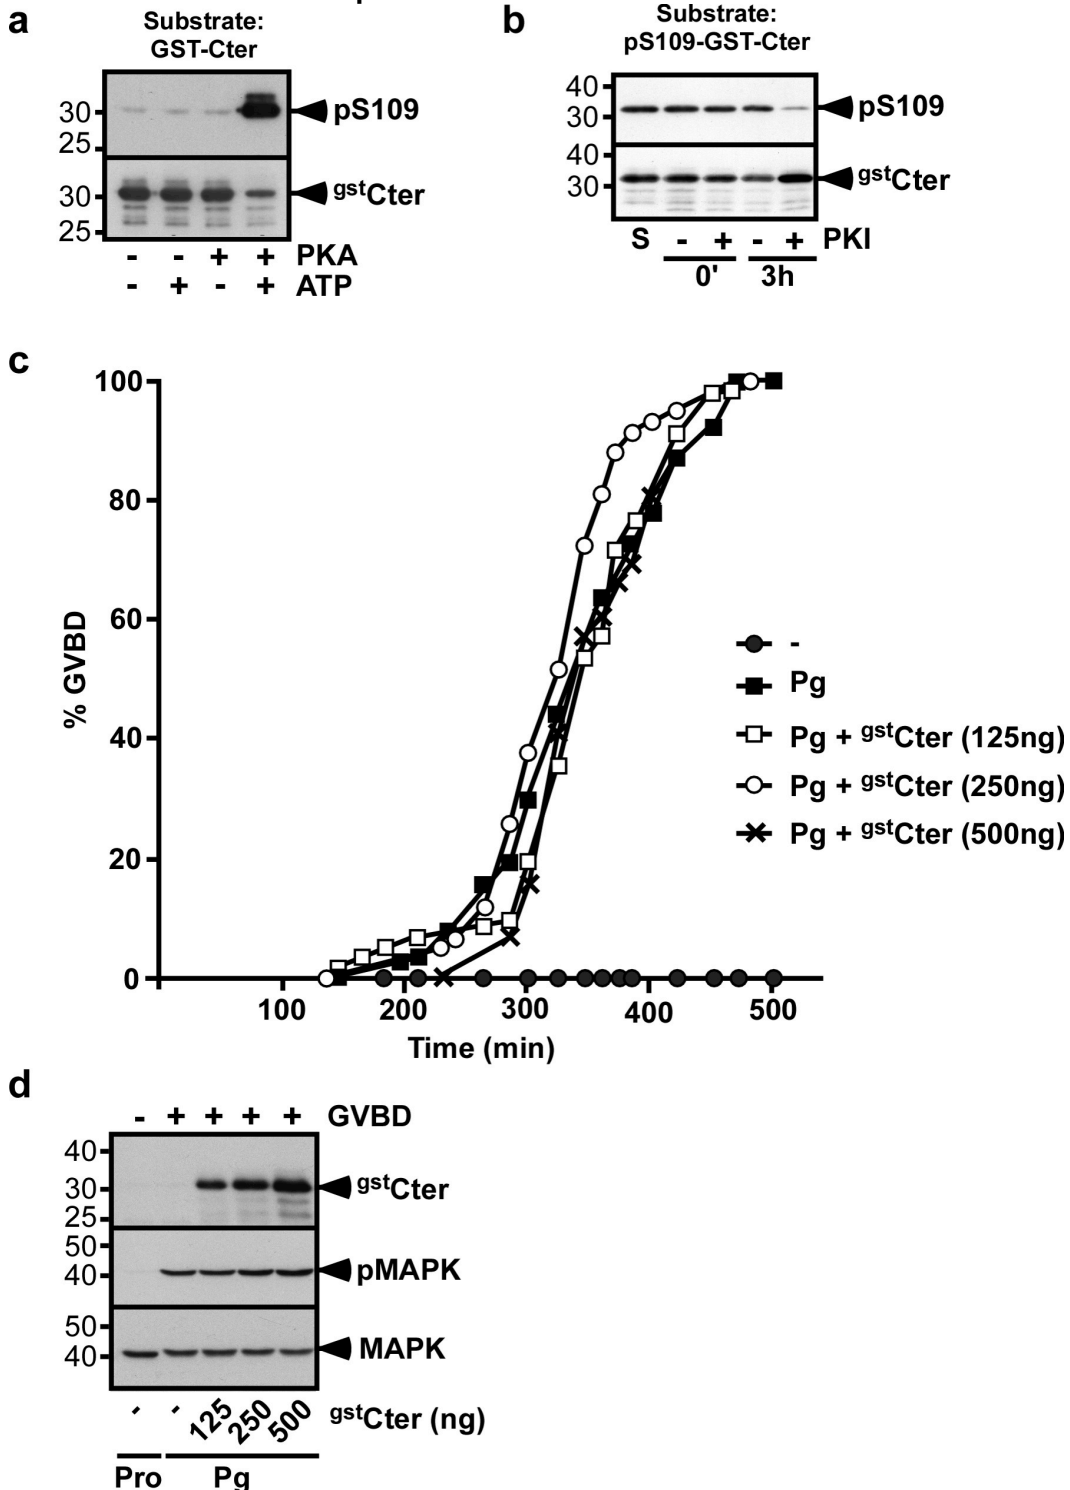 a
Substrate:
GST-Cter
30
25
pS109
30
25
gstCter
- - + + PKA
- + - + ATP
b
Substrate:
pS109-GST-Cter
40
30
pS109
40
30
gstCter
S - + - + PKI
0' 3h
c
100
80
60
40
20
0
% GVBD
100 200 300 400 500
Time (min)
-
Pg
Pg + gstCter (125ng)
Pg + gstCter (250ng)
Pg + gstCter (500ng)
d
- + + + + GVBD
40
30
25
gstCter
50
40
pMAPK
50
40
MAPK
- - 125 250 500 gstCter (ng)
Pro Pg